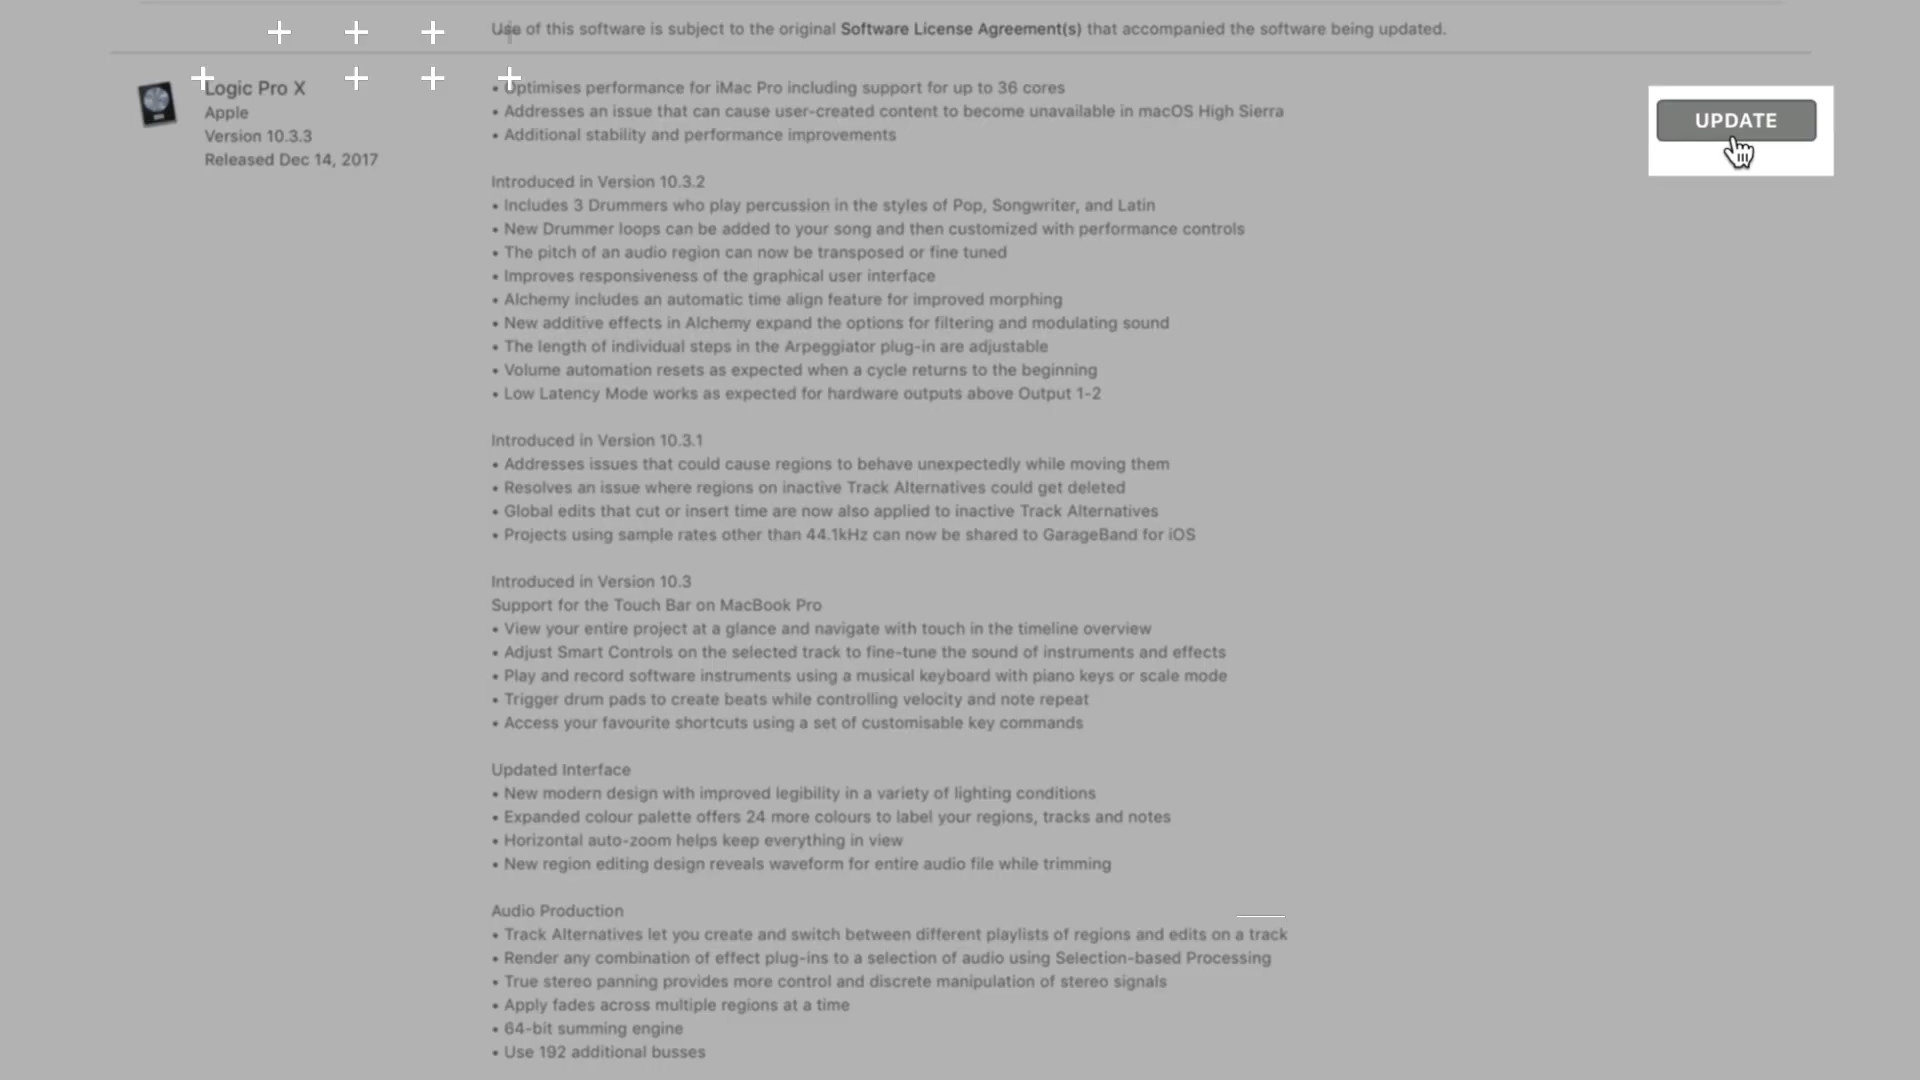 Use of this software is subject to the original Software License Agreement(s) that accompanied the software being updated.
Logic Pro X
Apple
Version 10.3.3
Released Dec 14, 2017
• Optimises performance for iMac Pro including support for up to 36 cores
• Addresses an issue that can cause user-created content to become unavailable in macOS High Sierra
• Additional stability and performance improvements
UPDATE
Introduced in Version 10.3.2
• Includes 3 Drummers who play percussion in the styles of Pop, Songwriter, and Latin
• New Drummer loops can be added to your song and then customized with performance controls
• The pitch of an audio region can now be transposed or fine tuned
• Improves responsiveness of the graphical user interface
• Alchemy includes an automatic time align feature for improved morphing
• New additive effects in Alchemy expand the options for filtering and modulating sound
• The length of individual steps in the Arpeggiator plug-in are adjustable
• Volume automation resets as expected when a cycle returns to the beginning
• Low Latency Mode works as expected for hardware outputs above Output 1-2
Introduced in Version 10.3.1
• Addresses issues that could cause regions to behave unexpectedly while moving them
• Resolves an issue where regions on inactive Track Alternatives could get deleted
• Global edits that cut or insert time are now also applied to inactive Track Alternatives
• Projects using sample rates other than 44.1kHz can now be shared to GarageBand for iOS
Introduced in Version 10.3
Support for the Touch Bar on MacBook Pro
• View your entire project at a glance and navigate with touch in the timeline overview
• Adjust Smart Controls on the selected track to fine-tune the sound of instruments and effects
• Play and record software instruments using a musical keyboard with piano keys or scale mode
• Trigger drum pads to create beats while controlling velocity and note repeat
• Access your favourite shortcuts using a set of customisable key commands
Updated Interface
• New modern design with improved legibility in a variety of lighting conditions
• Expanded colour palette offers 24 more colours to label your regions, tracks and notes
• Horizontal auto-zoom helps keep everything in view
• New region editing design reveals waveform for entire audio file while trimming
Audio Production
• Track Alternatives let you create and switch between different playlists of regions and edits on a track
• Render any combination of effect plug-ins to a selection of audio using Selection-based Processing
• True stereo panning provides more control and discrete manipulation of stereo signals
• Apply fades across multiple regions at a time
• 64-bit summing engine
• Use 192 additional busses